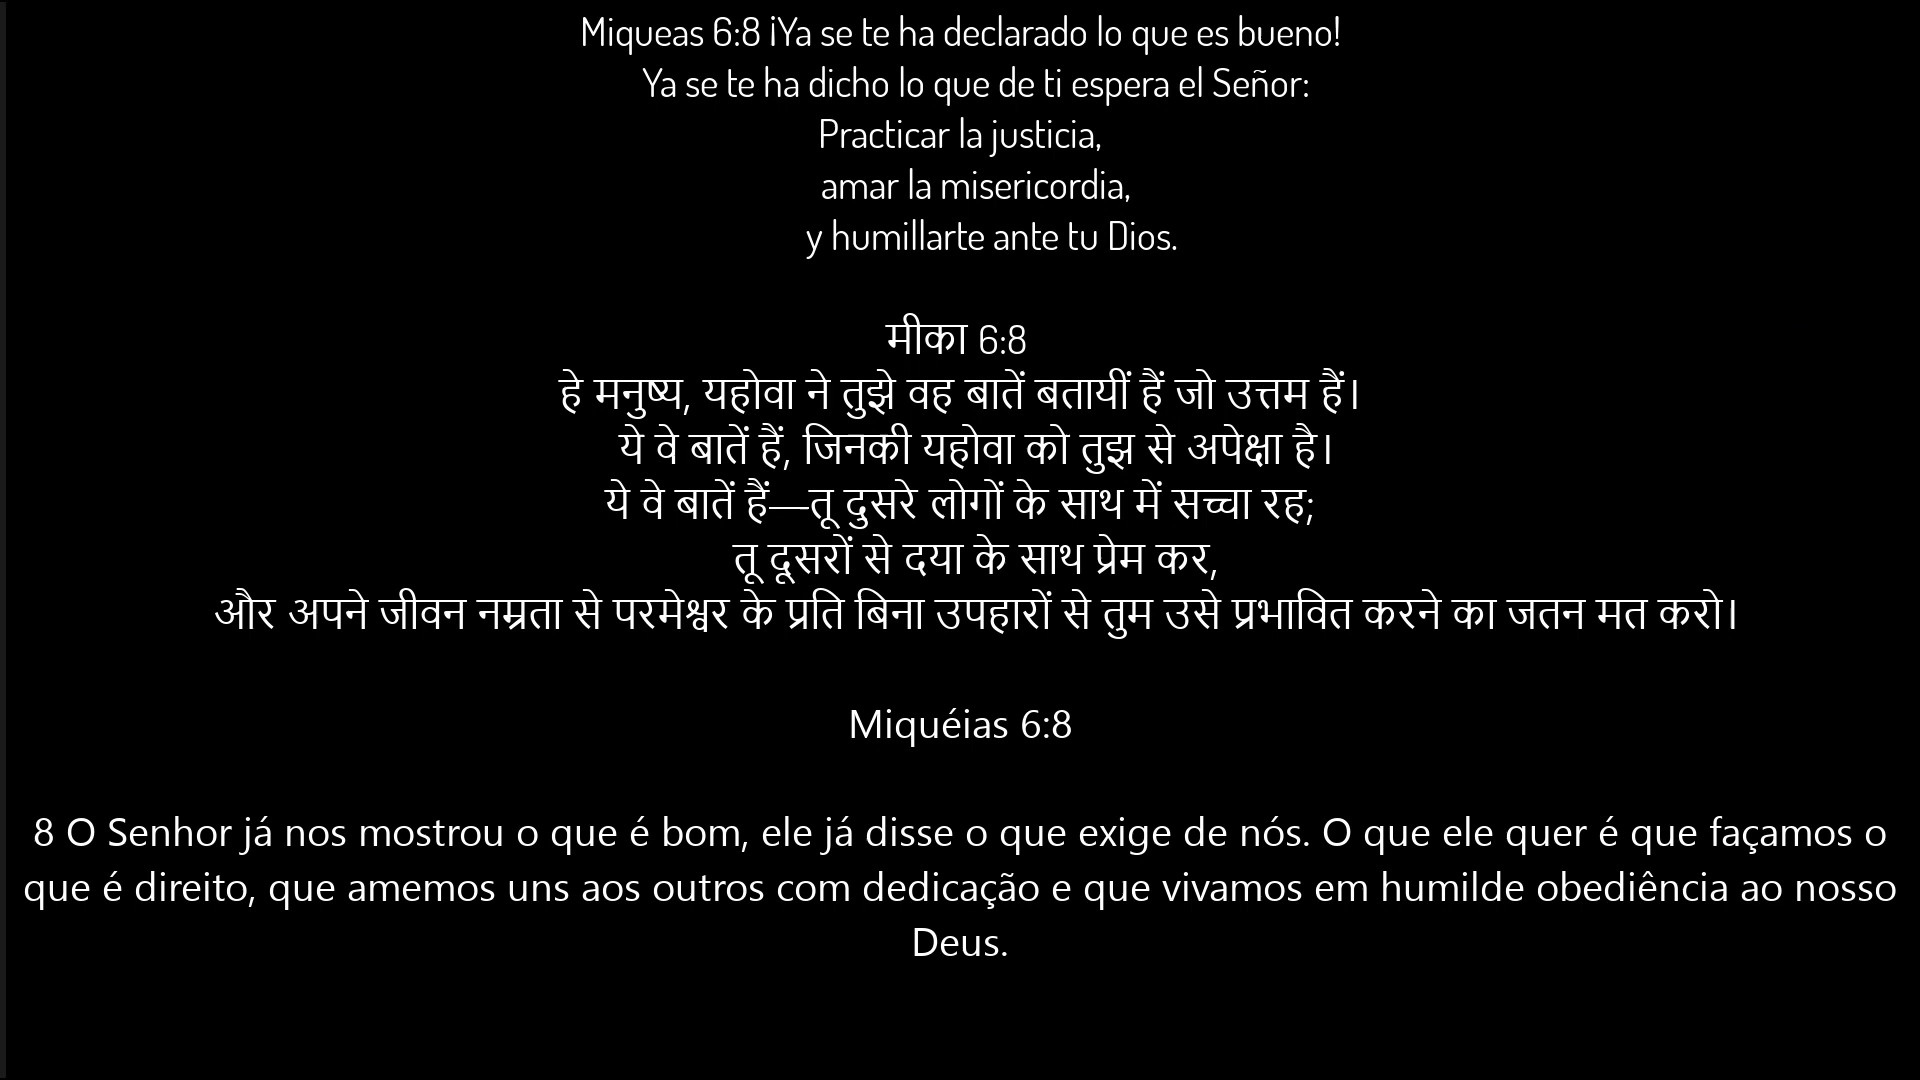 Miqueas 6:8 ¡Ya se te ha declarado lo que es bueno!
Ya se te ha dicho lo que de ti espera el Señor:
Practicar la justicia,
amar la misericordia,
y humillarte ante tu Dios.
मीका 6:8
हे मनुष्य, यहोवा ने तुझे वह बातें बतायीं हैं जो उत्तम हैं।
ये वे बातें हैं, जिनकी यहोवा को तुझ से अपेक्षा है।
ये वे बातें हैं—तू दुसरे लोगों के साथ में सच्चा रह;
तू दूसरों से दया के साथ प्रेम कर,
और अपने जीवन नम्रता से परमेश्वर के प्रति बिना उपहारों से तुम उसे प्रभावित करने का जतन मत करो।
Miquéias 6:8
8 O Senhor já nos mostrou o que é bom, ele já disse o que exige de nós. O que ele quer é que façamos o
que é direito, que amemos uns aos outros com dedicação e que vivamos em humilde obediência ao nosso
Deus.